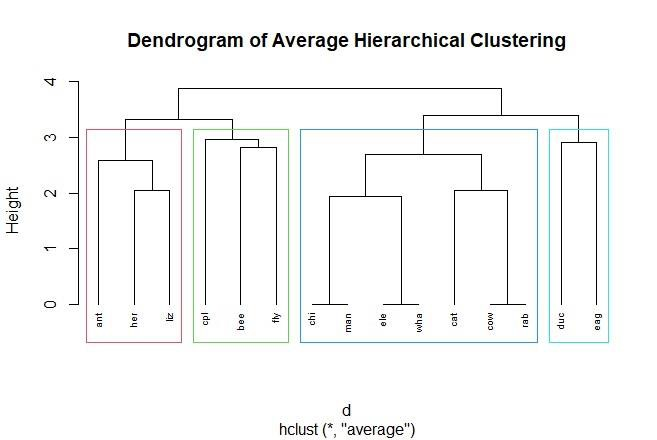 Dendrogram of Average Hierarchical Clustering
Height
4
3
2
1
0
ant her liz cpl bee fly chi man ele wha cat cow rab duc eag
d
hclust (*, "average")